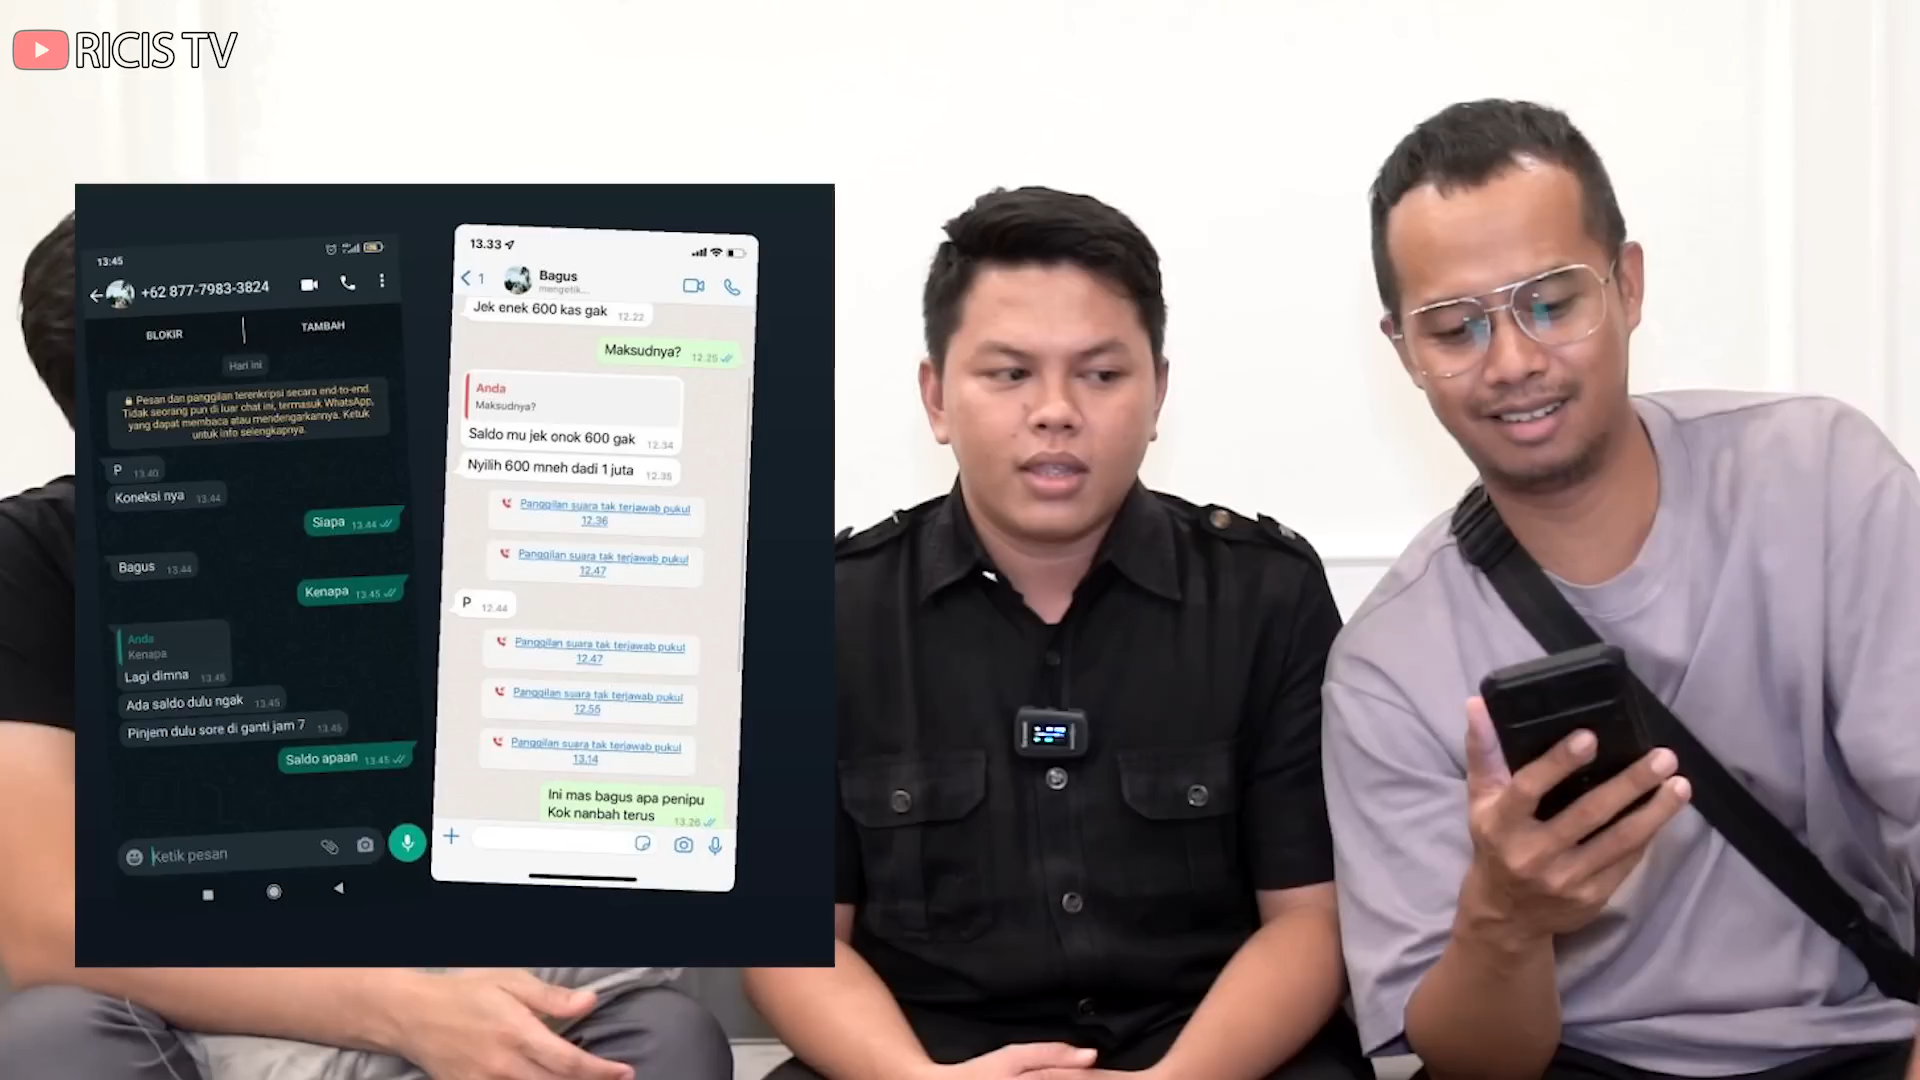 RICIS TV
13:45
+62 877-7983-3824
BLOKIR
TAMBAH
Hari ini
Pesan dan panggilan terenkripsi secara end-to-end.
Tidak seorang pun di luar chat ini, termasuk WhatsApp,
yang dapat membaca atau mendengarkannya. Ketuk
untuk info selengkapnya.
P 13.40
Koneksi nya 13.44
Siapa 13.44
Bagus 13.44
Kenapa 13.45
Anda
Kenapa
Lagi dimna 13.45
Ada saldo dulu ngak 13.45
Pinjem dulu sore di ganti jam 7 13.45
Saldo apaan 13.45
Ketik pesan
13.33
1
Bagus
mengetik...
Jek enek 600 kas gak 12.22
Maksudnya? 12.25
Anda
Maksudnya?
Saldo mu jek onok 600 gak 12.34
Nyilih 600 mneh dadi 1 juta 12.35
Panggilan suara tak terjawab pukul
12.36
Panggilan suara tak terjawab pukul
12.47
P 12.44
Panggilan suara tak terjawab pukul
12.47
Panggilan suara tak terjawab pukul
12.55
Panggilan suara tak terjawab pukul
13.14
Ini mas bagus apa penipu
Kok nanbah terus 13.26